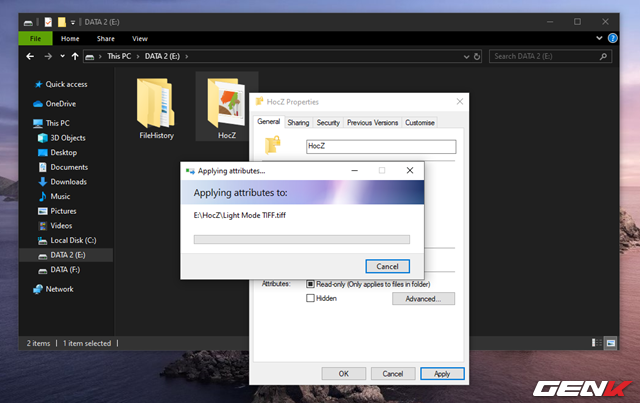 DATA 2 (E:)
File Home Share View
This PC DATA 2 (E:) Search DATA 2 (E:)
Quick access
OneDrive
This PC
3D Objects
Desktop
Documents
Downloads
Music
Pictures
Videos
Local Disk (C:)
DATA 2 (E:)
DATA (F:)
Network
FileHistory HocZ
2 items 1 item selected
HocZ Properties
General Sharing Security Previous Versions Customise
HocZ
Applying attributes...
Applying attributes to:
E:\HocZ\Light Mode TIFF.tiff
Cancel
Attributes: Read-only (Only applies to files in folder)
Hidden Advanced...
OK Cancel Apply
GENK